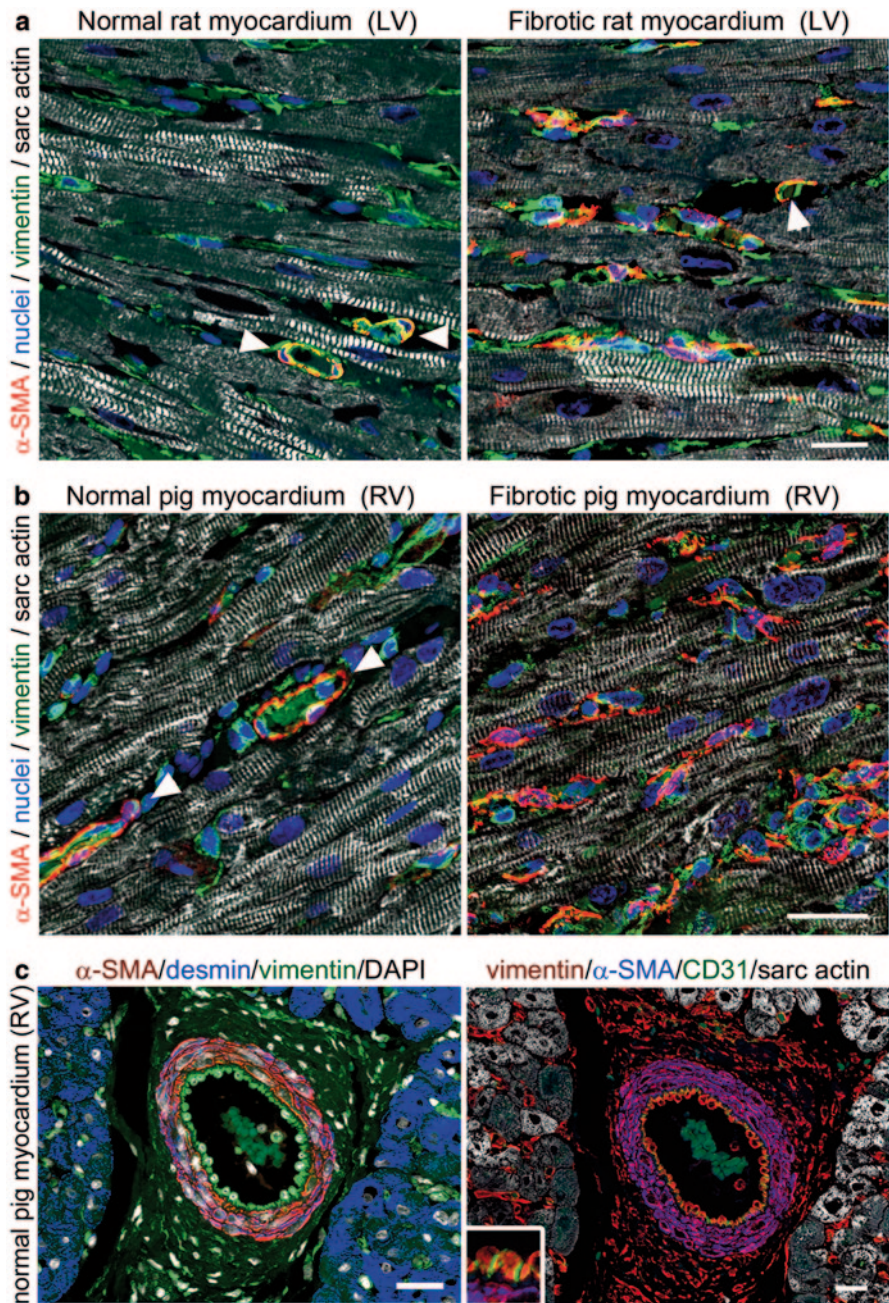 a
Normal rat myocardium (LV)
Fibrotic rat myocardium (LV)
α-SMA / nuclei / vimentin / sarc actin
b
Normal pig myocardium (RV)
Fibrotic pig myocardium (RV)
α-SMA / nuclei / vimentin / sarc actin
c
α-SMA/desmin/vimentin/DAPI
vimentin/α-SMA/CD31/sarc actin
normal pig myocardium (RV)